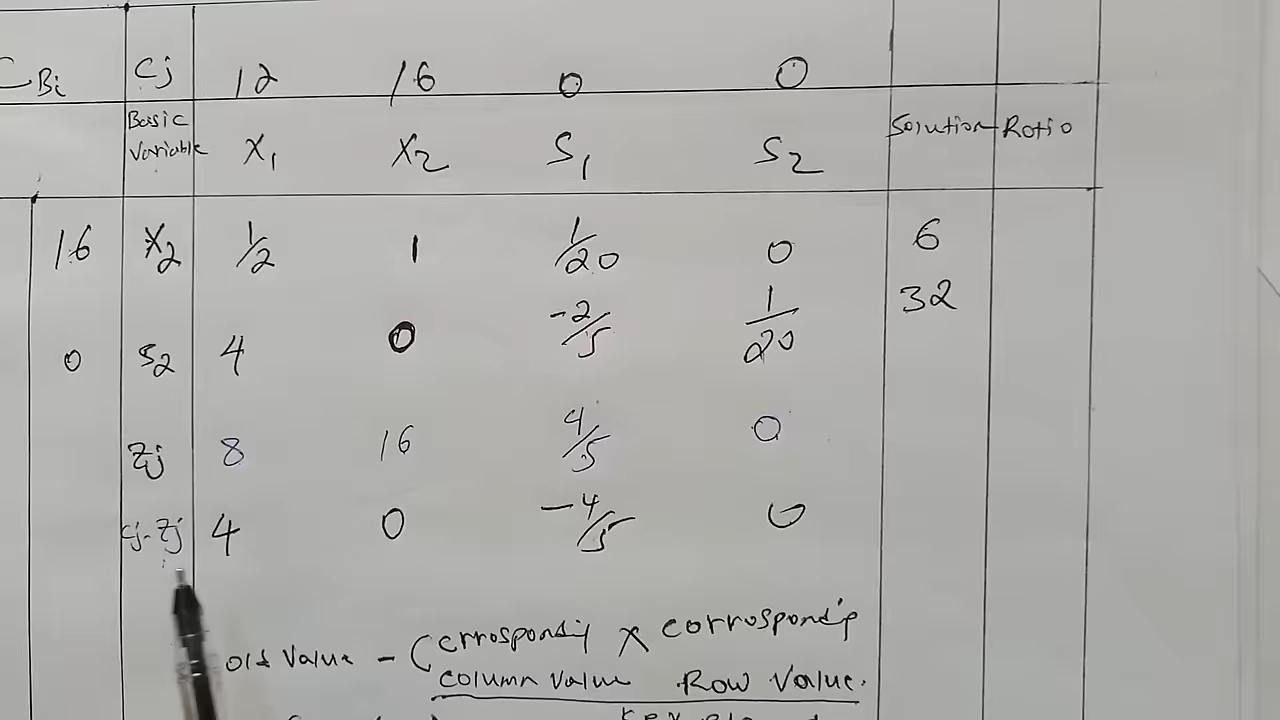 CBi Cj 12 16 0 0
Basic Variable X1 X2 S1 S2 Solution Ratio
16 X2 1/2 1 1/20 0 6
0 S2 4 0 -2/5 1/20 32
Zj 8 16 4/5 0
Cj-Zj 4 0 -4/5 0
old Value - (
column value Row Value.